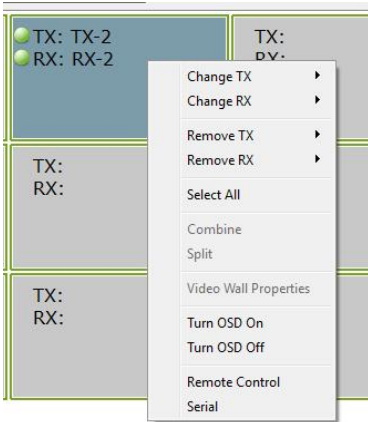 TX: TX-2
RX: RX-2
TX:
RX:
Change TX
Change RX
Remove TX
Remove RX
Select All
Combine
Split
Video Wall Properties
Turn OSD On
Turn OSD Off
Remote Control
Serial
TX:
RX:
TX:
RX: